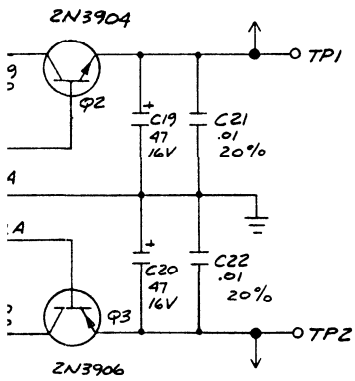 2N3904
Q2
+
C19
47
16V
C21
.01
20%
TP1
A
A
+
C20
47
16V
C22
.01
20%
Q3
TP2
2N3906